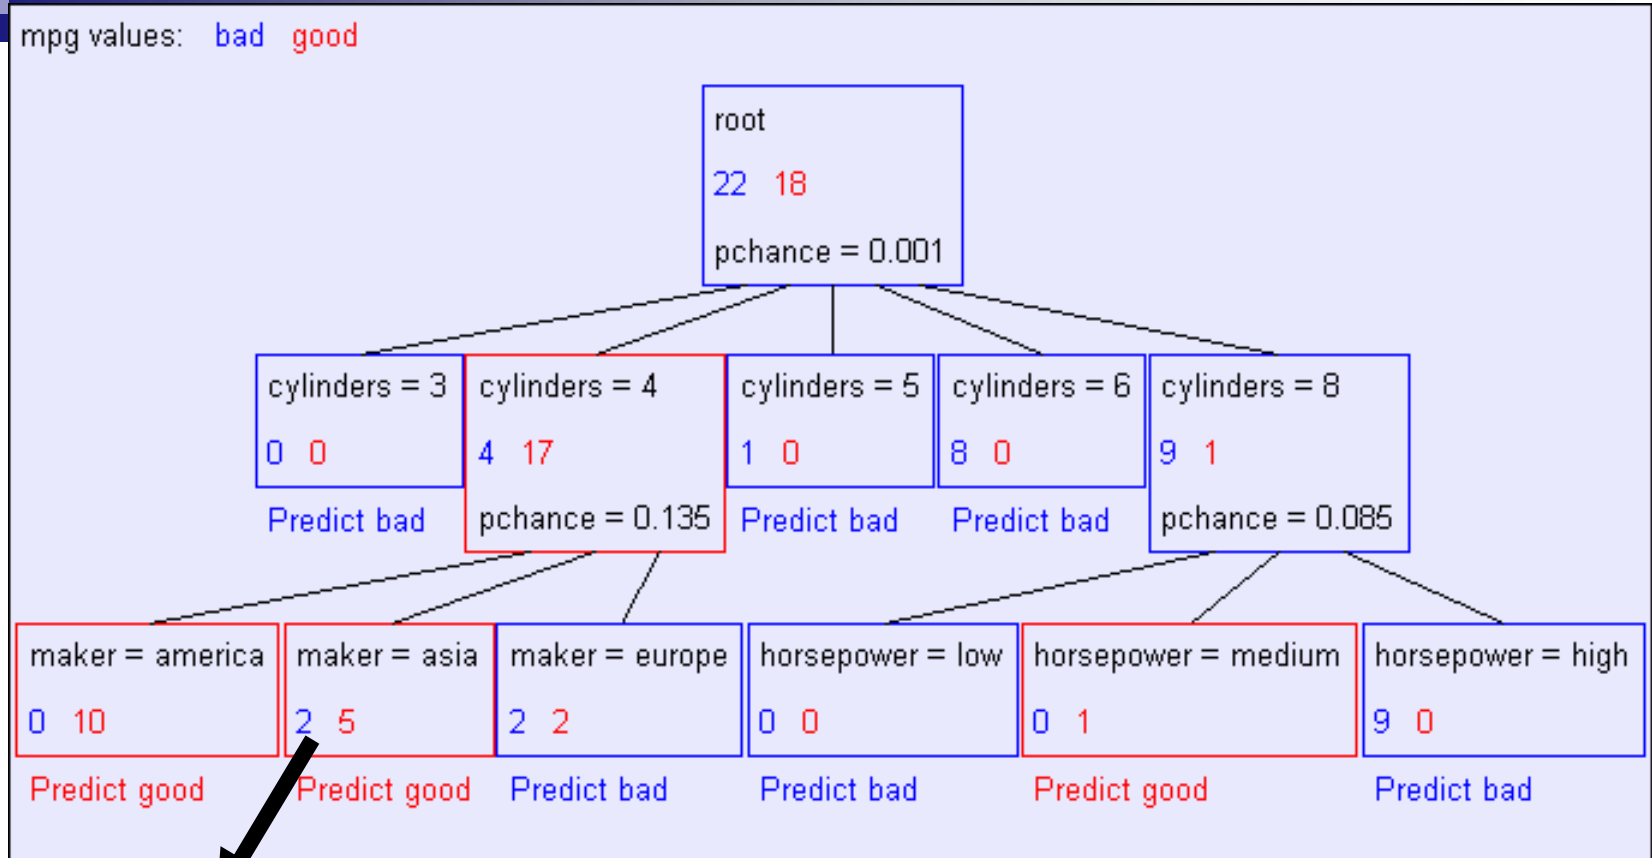 mpg values: bad good
root
22 18
pchance = 0.001
cylinders = 3
0 0
Predict bad
cylinders = 4
4 17
pchance = 0.135
cylinders = 5
1 0
Predict bad
cylinders = 6
8 0
Predict bad
cylinders = 8
9 1
pchance = 0.085
maker = america
0 10
Predict good
maker = asia
2 5
Predict good
maker = europe
2 2
Predict bad
horsepower = low
0 0
Predict bad
horsepower = medium
0 1
Predict good
horsepower = high
9 0
Predict bad